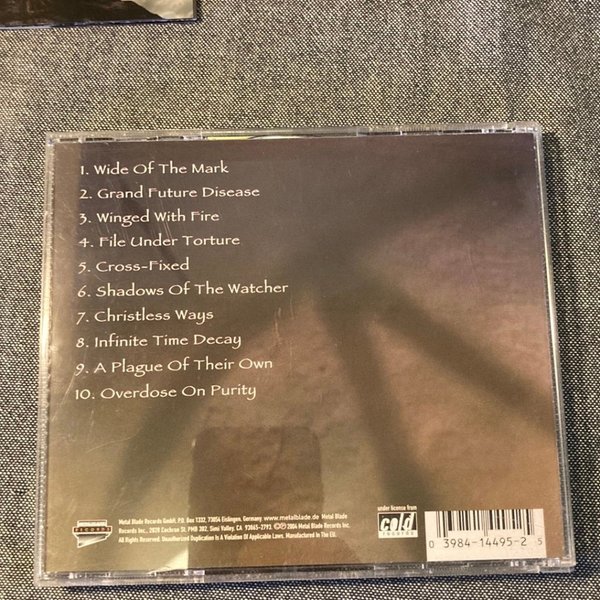 1. Wide Of The Mark
2. Grand Future Disease
3. Winged With Fire
4. File Under Torture
5. Cross-Fixed
6. Shadows Of The Watcher
7. Christless Ways
8. Infinite Time Decay
9. A Plague Of Their Own
10. Overdose On Purity
RECORDS
Metal Blade Records GmbH, P.O. Box 1332, 73054 Eislingen, Germany www.metalblade.de Metal Blade
Records Inc., 2828 Cochran St. PMB 302, Simi Valley, CA 93065-2793. ℗©2004 Metal Blade Records Inc.
All Rights Reserved. Unauthorized Duplication Is A Violation Of Applicable Laws. Manufactured In The EU.
under license from
cold
records
0 3984-14495-2 5